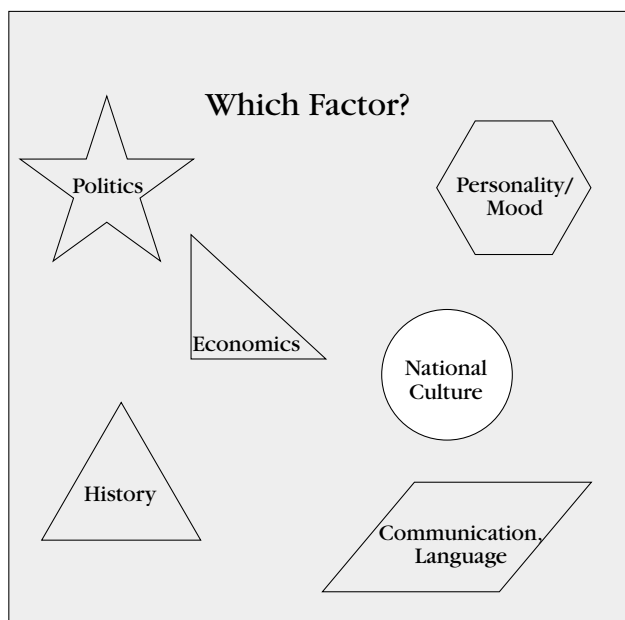 Which Factor?
Politics
Personality/
Mood
Economics
National
Culture
History
Communication,
Language